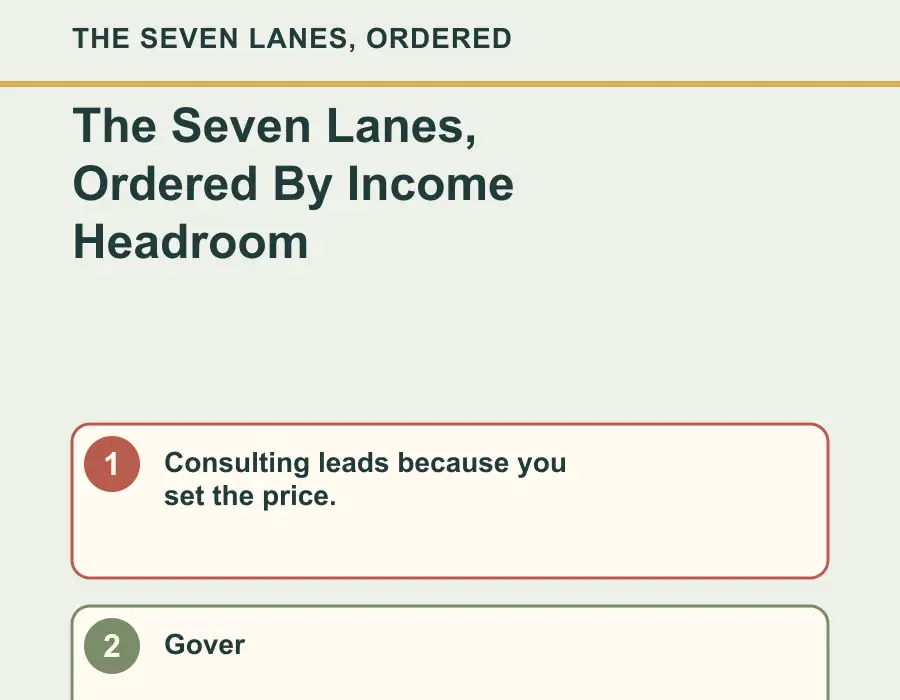 THE SEVEN LANES, ORDERED
The Seven Lanes,
Ordered By Income
Headroom
1
Consulting leads because you
set the price.
2
Gover